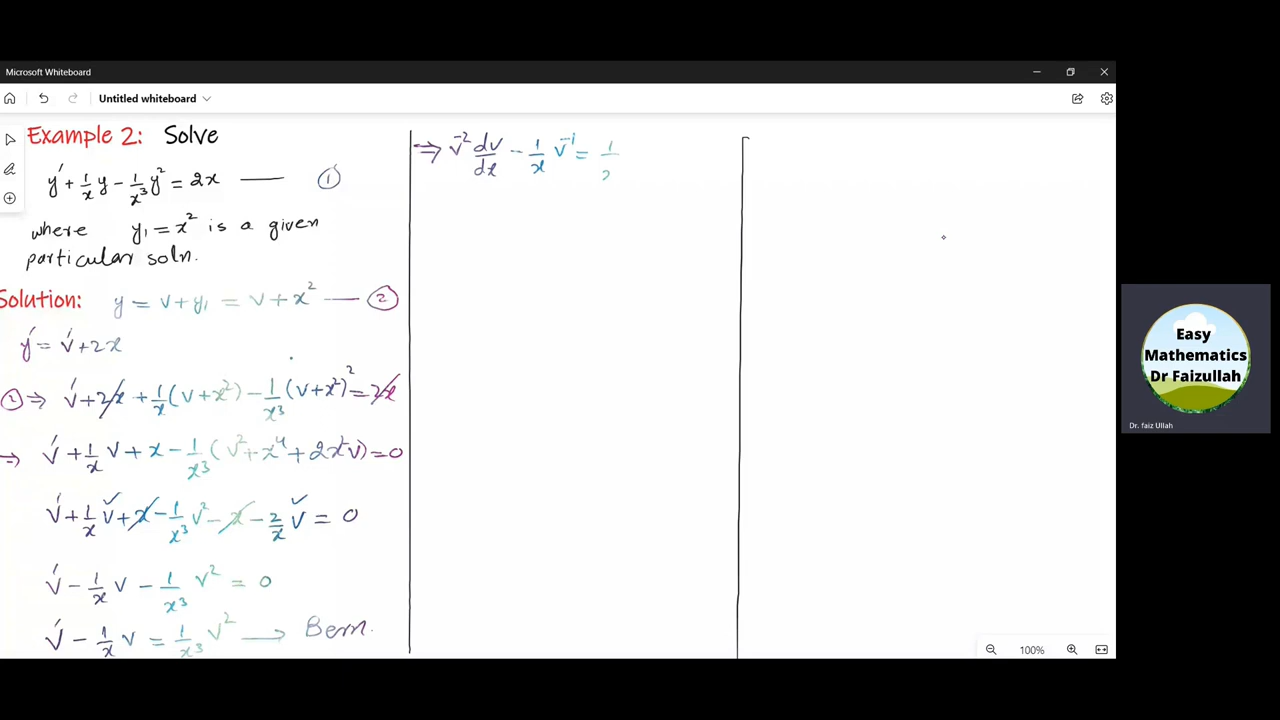 Microsoft Whiteboard
Untitled whiteboard
Example 2: Solve
y' + 1/x y - 1/x³ y² = 2x —— ①
where y₁ = x² is a given
particular soln.
Solution: y = v + y₁ = v + x² —— ②
y' = v' + 2x
② ⇒ v' + 2x + 1/x (v + x²) - 1/x³ (v + x²)² = 2x
⇒ v' + 1/x v + x - 1/x³ (v² + x⁴ + 2x²v) = 0
v' + 1/x v + x - 1/x³ v² - x - 2/x v = 0
v' - 1/x v - 1/x³ v² = 0
v' - 1/x v = 1/x³ v² → Bern.
⇒ v⁻² dv/dx - 1/x v⁻¹ = 1/
Easy
Mathematics
Dr Faizullah
Dr. faiz Ullah
100%